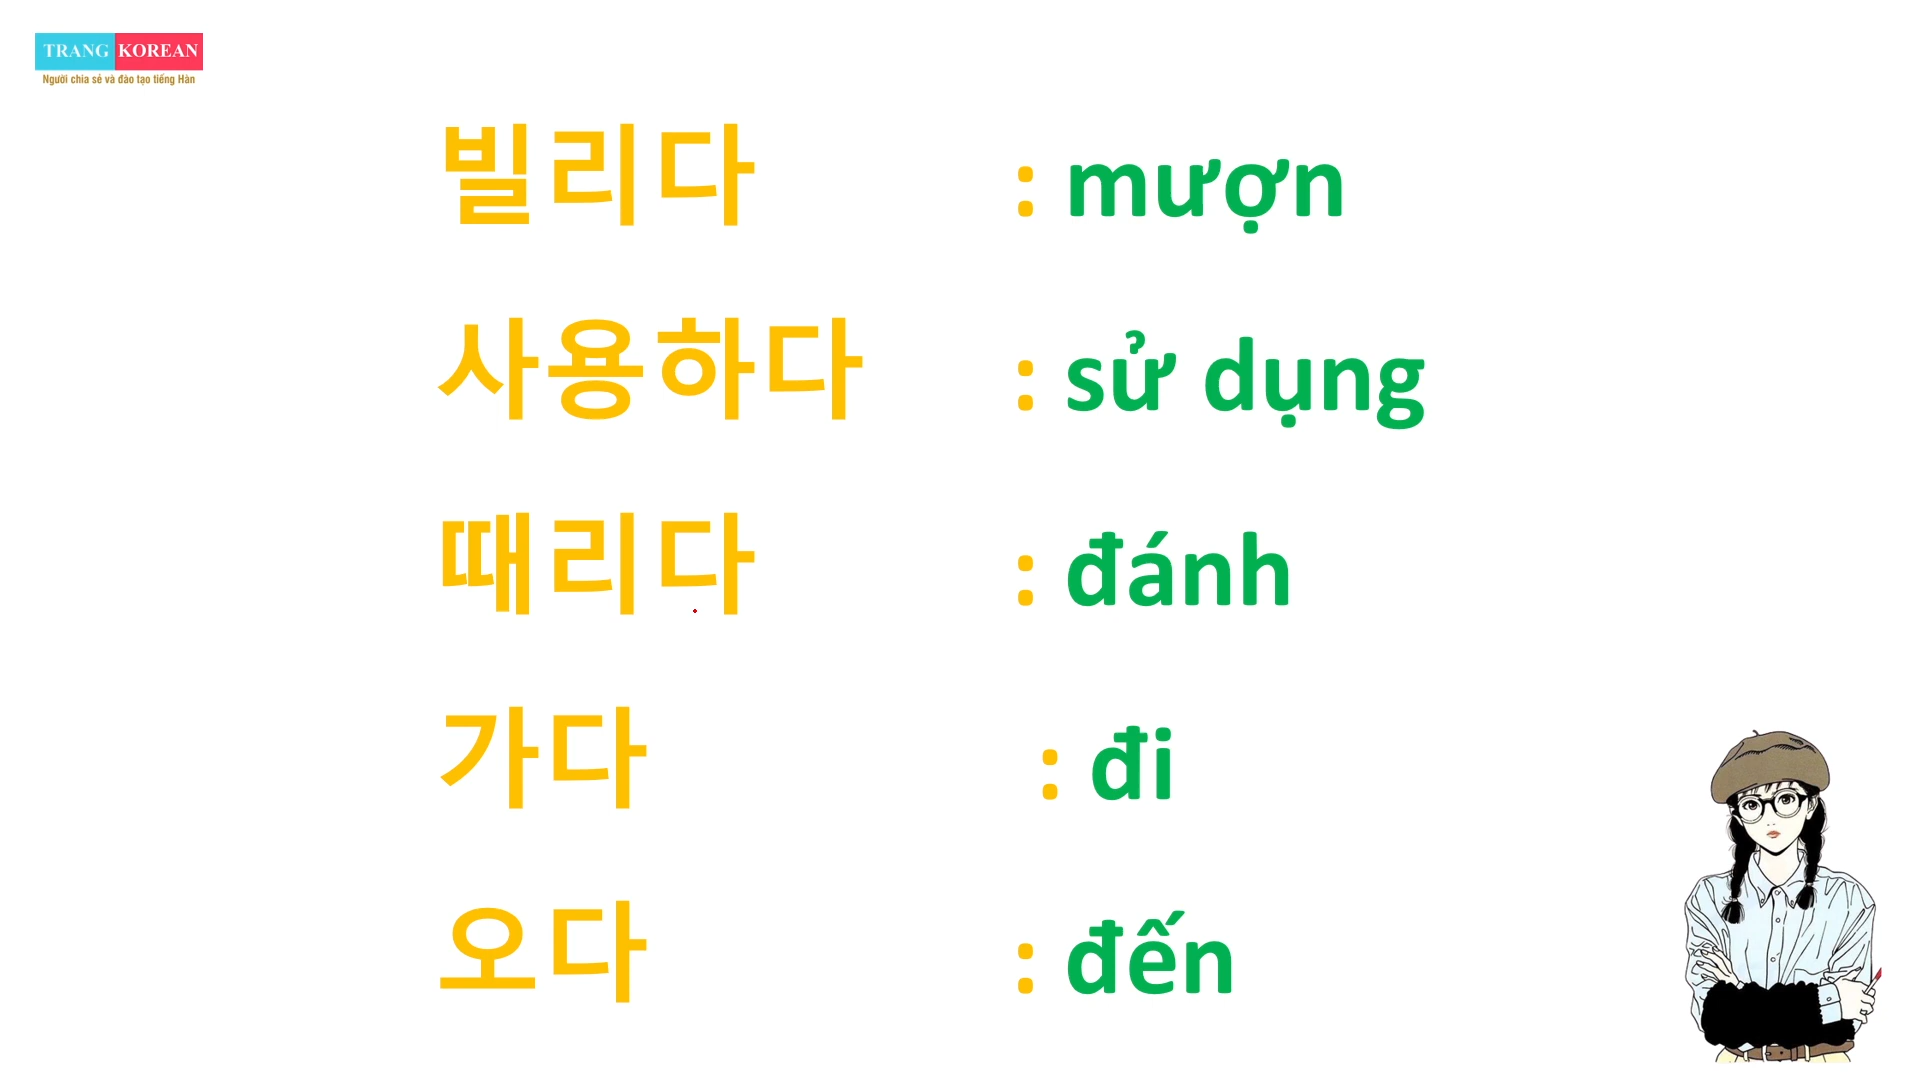 TRANG KOREAN
Người chia sẻ và đào tạo tiếng Hàn
빌리다 : mượn
사용하다 : sử dụng
때리다 : đánh
가다 : đi
오다 : đến